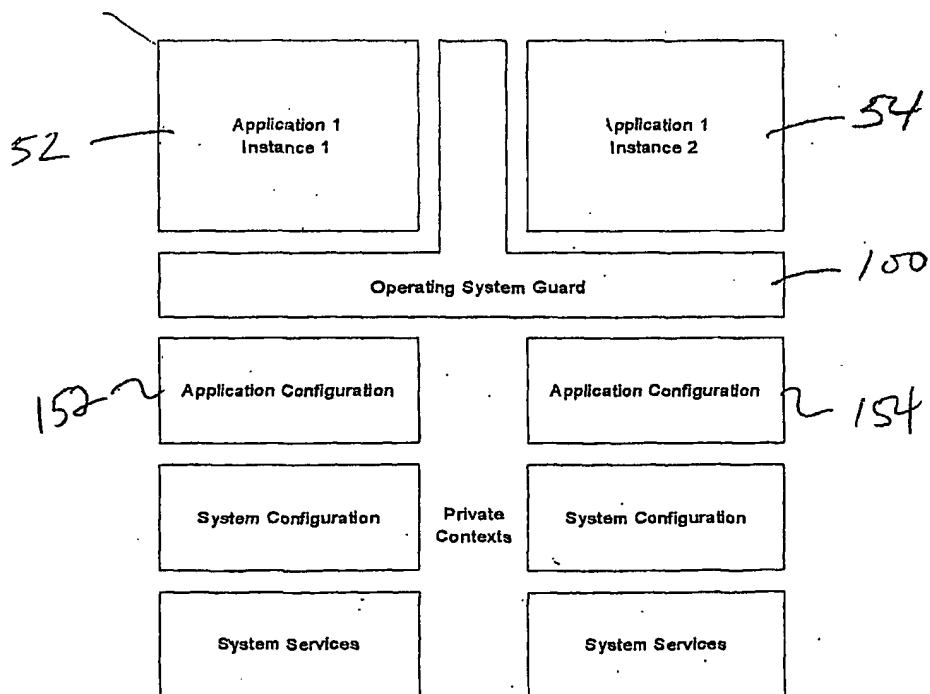 Application 1
Instance 1
Application 1
Instance 2
52
54
Operating System Guard
100
Application Configuration
Application Configuration
152
154
System Configuration
Private
Contexts
System Configuration
System Services
System Services